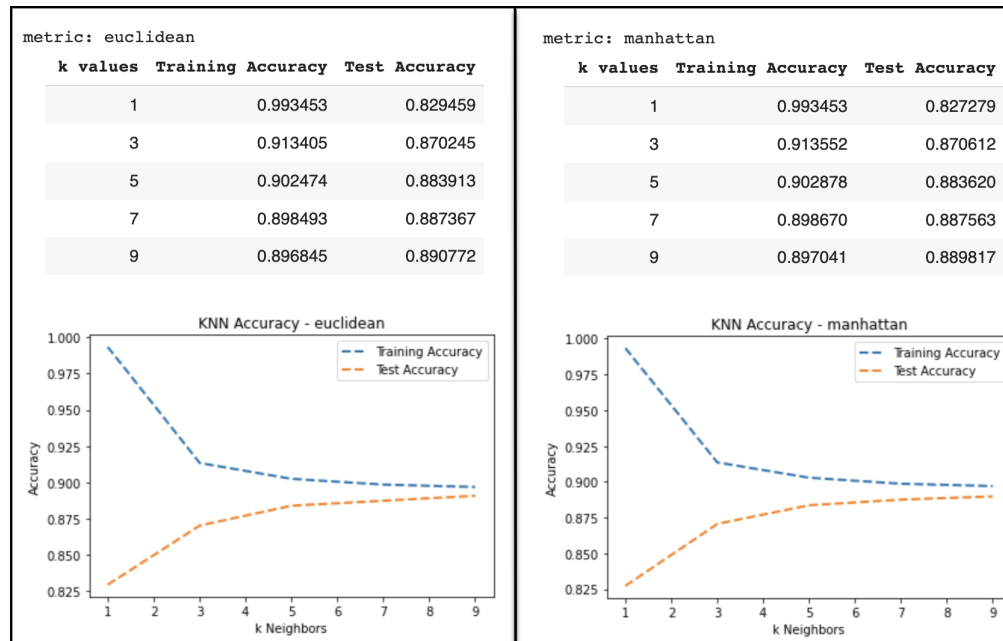 metric: euclidean
k values Training Accuracy Test Accuracy
1 0.993453 0.829459
3 0.913405 0.870245
5 0.902474 0.883913
7 0.898493 0.887367
9 0.896845 0.890772
KNN Accuracy - euclidean
1.000
0.975
0.950
0.925
0.900
0.875
0.850
0.825
Accuracy
Training Accuracy
Test Accuracy
1 2 3 4 5 6 7 8 9
k Neighbors
metric: manhattan
k values Training Accuracy Test Accuracy
1 0.993453 0.827279
3 0.913552 0.870612
5 0.902878 0.883620
7 0.898670 0.887563
9 0.897041 0.889817
KNN Accuracy - manhattan
1.000
0.975
0.950
0.925
0.900
0.875
0.850
0.825
Accuracy
Training Accuracy
Test Accuracy
1 2 3 4 5 6 7 8 9
k Neighbors